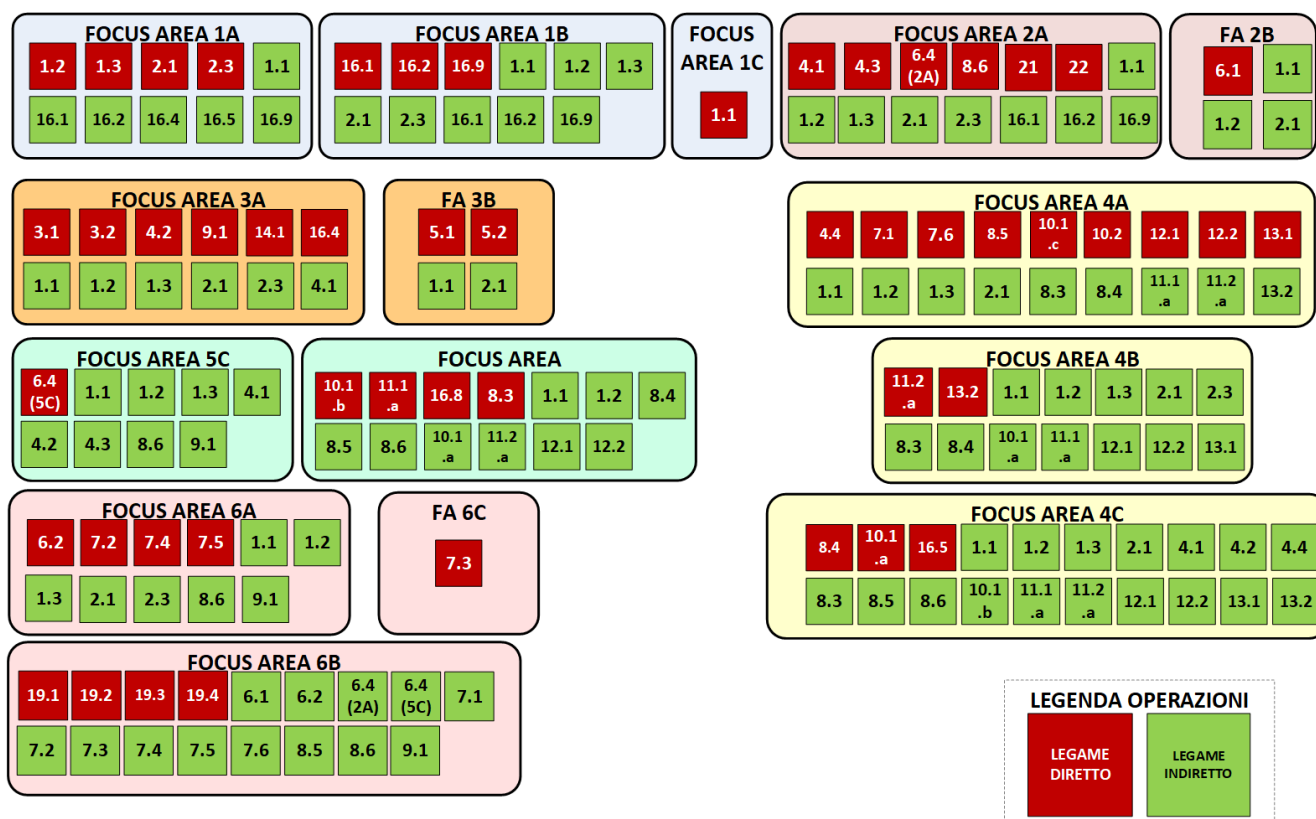 FOCUS AREA 1A
1.2 1.3 2.1 2.3 1.1
16.1 16.2 16.4 16.5 16.9
FOCUS AREA 1B
16.1 16.2 16.9 1.1 1.2 1.3
2.1 2.3 16.1 16.2 16.9
FOCUS
AREA 1C
1.1
FOCUS AREA 2A
4.1 4.3 6.4 (2A) 8.6 21 22 1.1
1.2 1.3 2.1 2.3 16.1 16.2 16.9
FA 2B
6.1 1.1
1.2 2.1
FOCUS AREA 3A
3.1 3.2 4.2 9.1 14.1 16.4
1.1 1.2 1.3 2.1 2.3 4.1
FA 3B
5.1 5.2
1.1 2.1
FOCUS AREA 4A
4.4 7.1 7.6 8.5 10.1 .c 10.2 12.1 12.2 13.1
1.1 1.2 1.3 2.1 8.3 8.4 11.1 .a 11.2 .a 13.2
FOCUS AREA 5C
6.4 (5C) 1.1 1.2 1.3 4.1
4.2 4.3 8.6 9.1
FOCUS AREA
10.1 .b 11.1 .a 16.8 8.3 1.1 1.2 8.4
8.5 8.6 10.1 .a 11.2 .a 12.1 12.2
FOCUS AREA 4B
11.2 .a 13.2 1.1 1.2 1.3 2.1 2.3
8.3 8.4 10.1 .a 11.1 .a 12.1 12.2 13.1
FOCUS AREA 6A
6.2 7.2 7.4 7.5 1.1 1.2
1.3 2.1 2.3 8.6 9.1
FA 6C
7.3
FOCUS AREA 4C
8.4 10.1 .a 16.5 1.1 1.2 1.3 2.1 4.1 4.2 4.4
8.3 8.5 8.6 10.1 .b 11.1 .a 11.2 .a 12.1 12.2 13.1 13.2
FOCUS AREA 6B
19.1 19.2 19.3 19.4 6.1 6.2 6.4 (2A) 6.4 (5C) 7.1
7.2 7.3 7.4 7.5 7.6 8.5 8.6 9.1
LEGENDA OPERAZIONI
LEGAME
DIRETTO
LEGAME
INDIRETTO